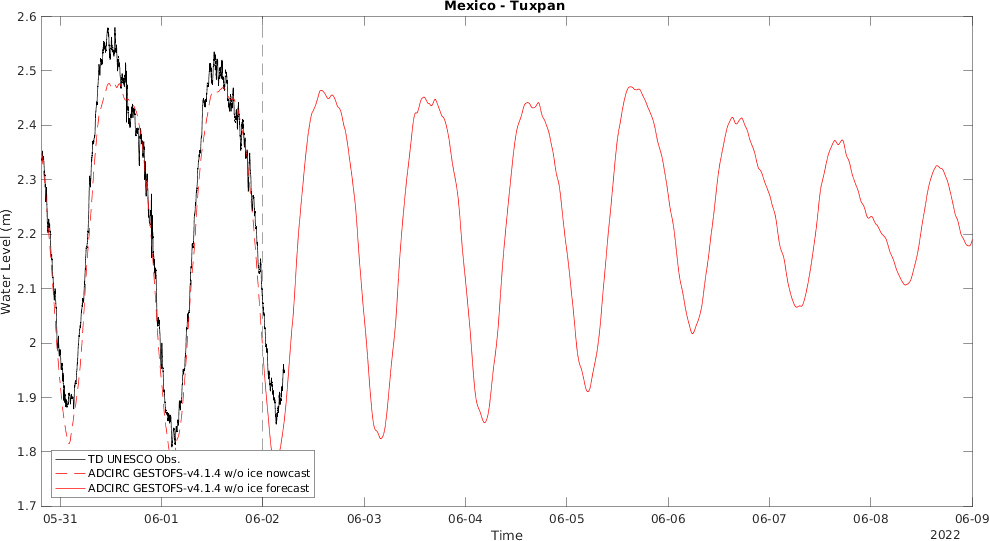 Mexico - Tuxpan
Water Level (m)
2.6
2.5
2.4
2.3
2.2
2.1
2
1.9
1.8
1.7
TD UNESCO Obs.
ADCIRC GESTOFS-v4.1.4 w/o ice nowcast
ADCIRC GESTOFS-v4.1.4 w/o ice forecast
05-31 06-01 06-02 06-03 06-04 06-05 06-06 06-07 06-08 06-09
Time
2022